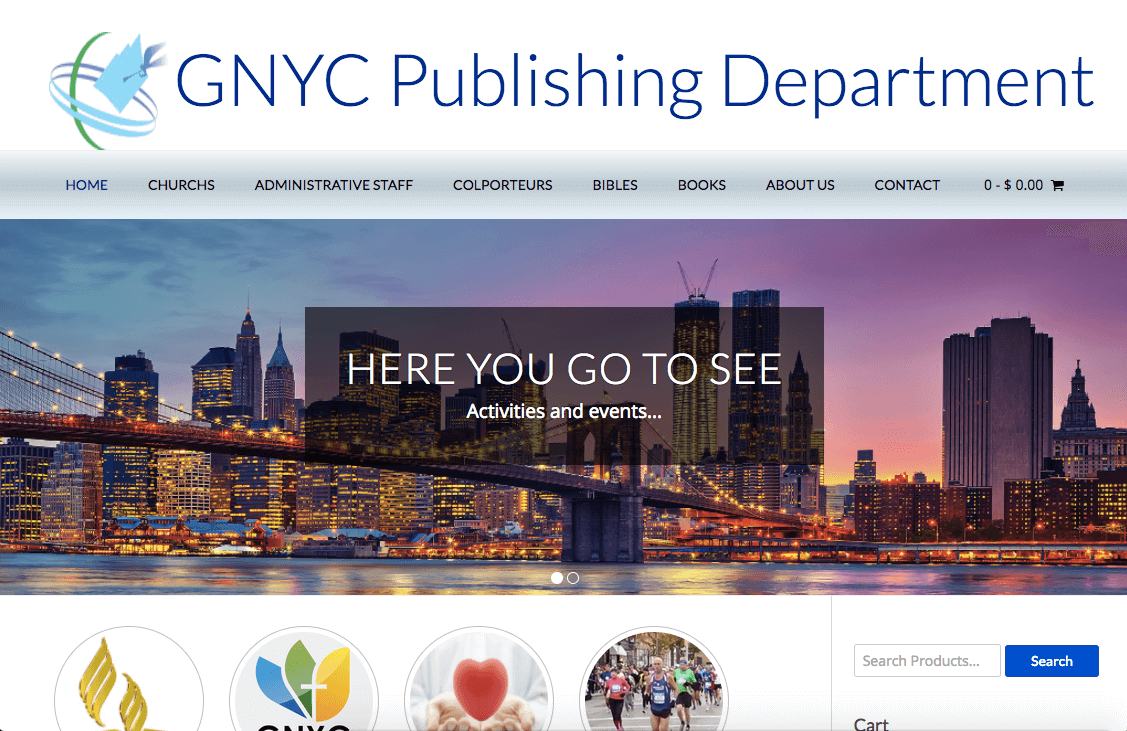 GNYC Publishing Department
HOME CHURCHS ADMINISTRATIVE STAFF COLPORTEURS BIBLES BOOKS ABOUT US CONTACT 0 - $ 0.00
HERE YOU GO TO SEE
Activities and events...
Search Products... Search
GNYC
Cart